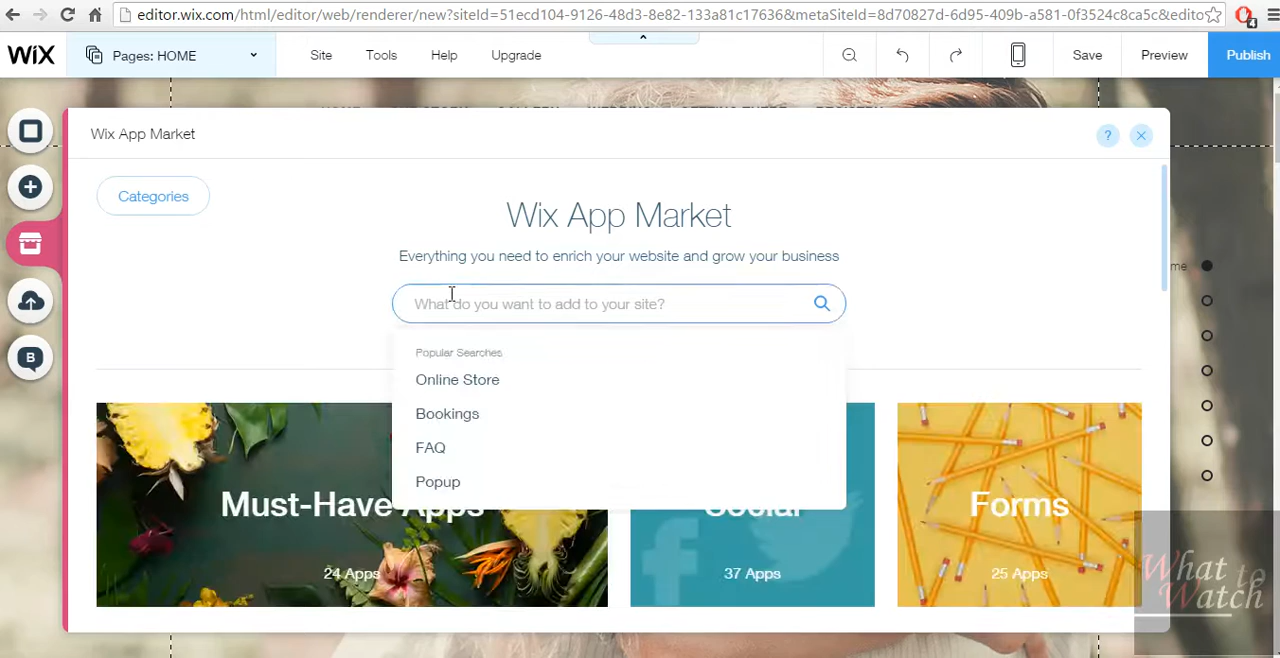 editor.wix.com/html/editor/web/renderer/new?siteId=51ecd104-9126-48d3-8e82-133a81c17636&metaSiteId=8d70827d-6d95-409b-a581-0f3524c8ca5c&edito
4
WiX
Pages: HOME
Site
Tools
Help
Upgrade
Save
Preview
Publish
Wix App Market
?
Categories
Wix App Market
Everything you need to enrich your website and grow your business
What do you want to add to your site?
Popular Searches
Online Store
Bookings
FAQ
Popup
Must-Have Apps
24 Apps
Social
37 Apps
Forms
25 Apps
me
B
What to
Watch